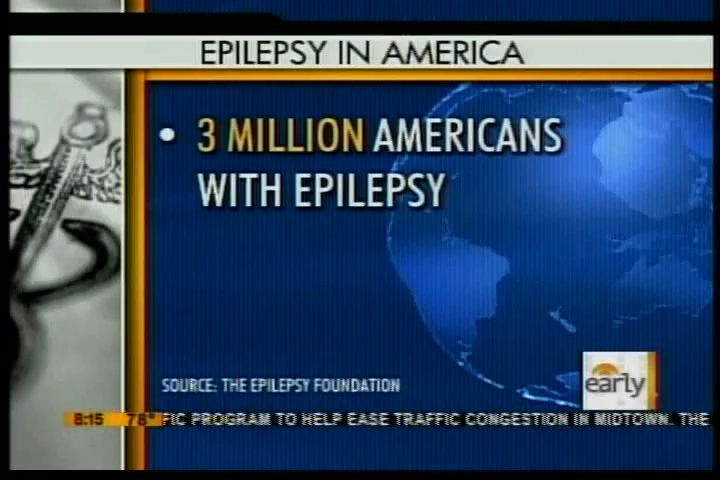 EPILEPSY IN AMERICA
• 3 MILLION AMERICANS
WITH EPILEPSY
SOURCE: THE EPILEPSY FOUNDATION
early
8:15 78° FIC PROGRAM TO HELP EASE TRAFFIC CONGESTION IN MIDTOWN. THE